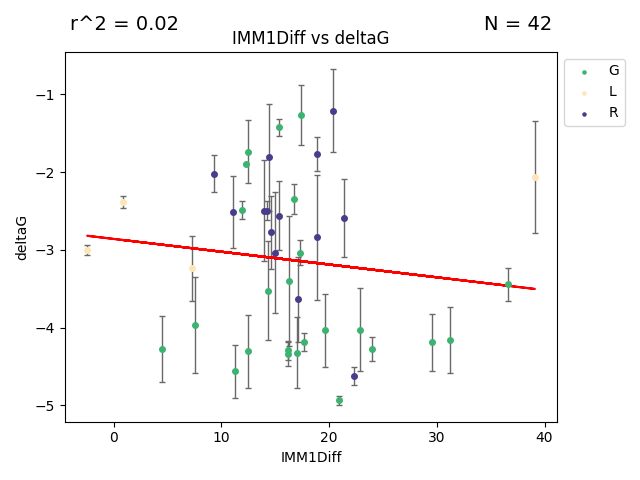 r^2 = 0.02
N = 42
IMM1Diff vs deltaG
G
L
R
deltaG
−1
−2
−3
−4
−5
0
10
20
30
40
IMM1Diff